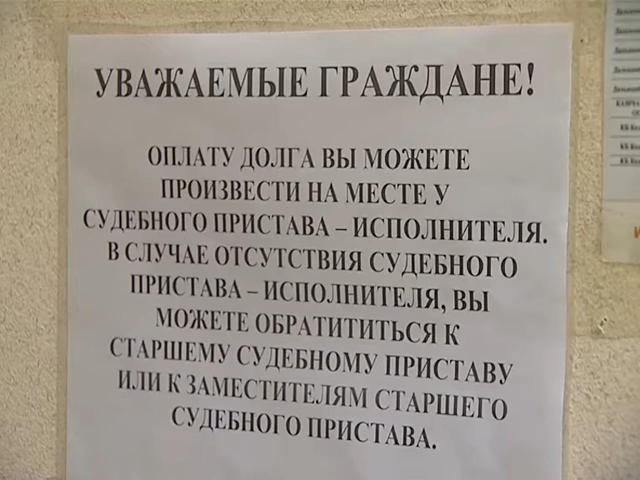 УВАЖАЕМЫЕ ГРАЖДАНЕ!
ОПЛАТУ ДОЛГА ВЫ МОЖЕТЕ
ПРОИЗВЕСТИ НА МЕСТЕ У
СУДЕБНОГО ПРИСТАВА – ИСПОЛНИТЕЛЯ.
В СЛУЧАЕ ОТСУТСТВИЯ СУДЕБНОГО
ПРИСТАВА – ИСПОЛНИТЕЛЯ, ВЫ
МОЖЕТЕ ОБРАТИТИТЬСЯ К
СТАРШЕМУ СУДЕБНОМУ ПРИСТАВУ
ИЛИ К ЗАМЕСТИТЕЛЯМ СТАРШЕГО
СУДЕБНОГО ПРИСТАВА.